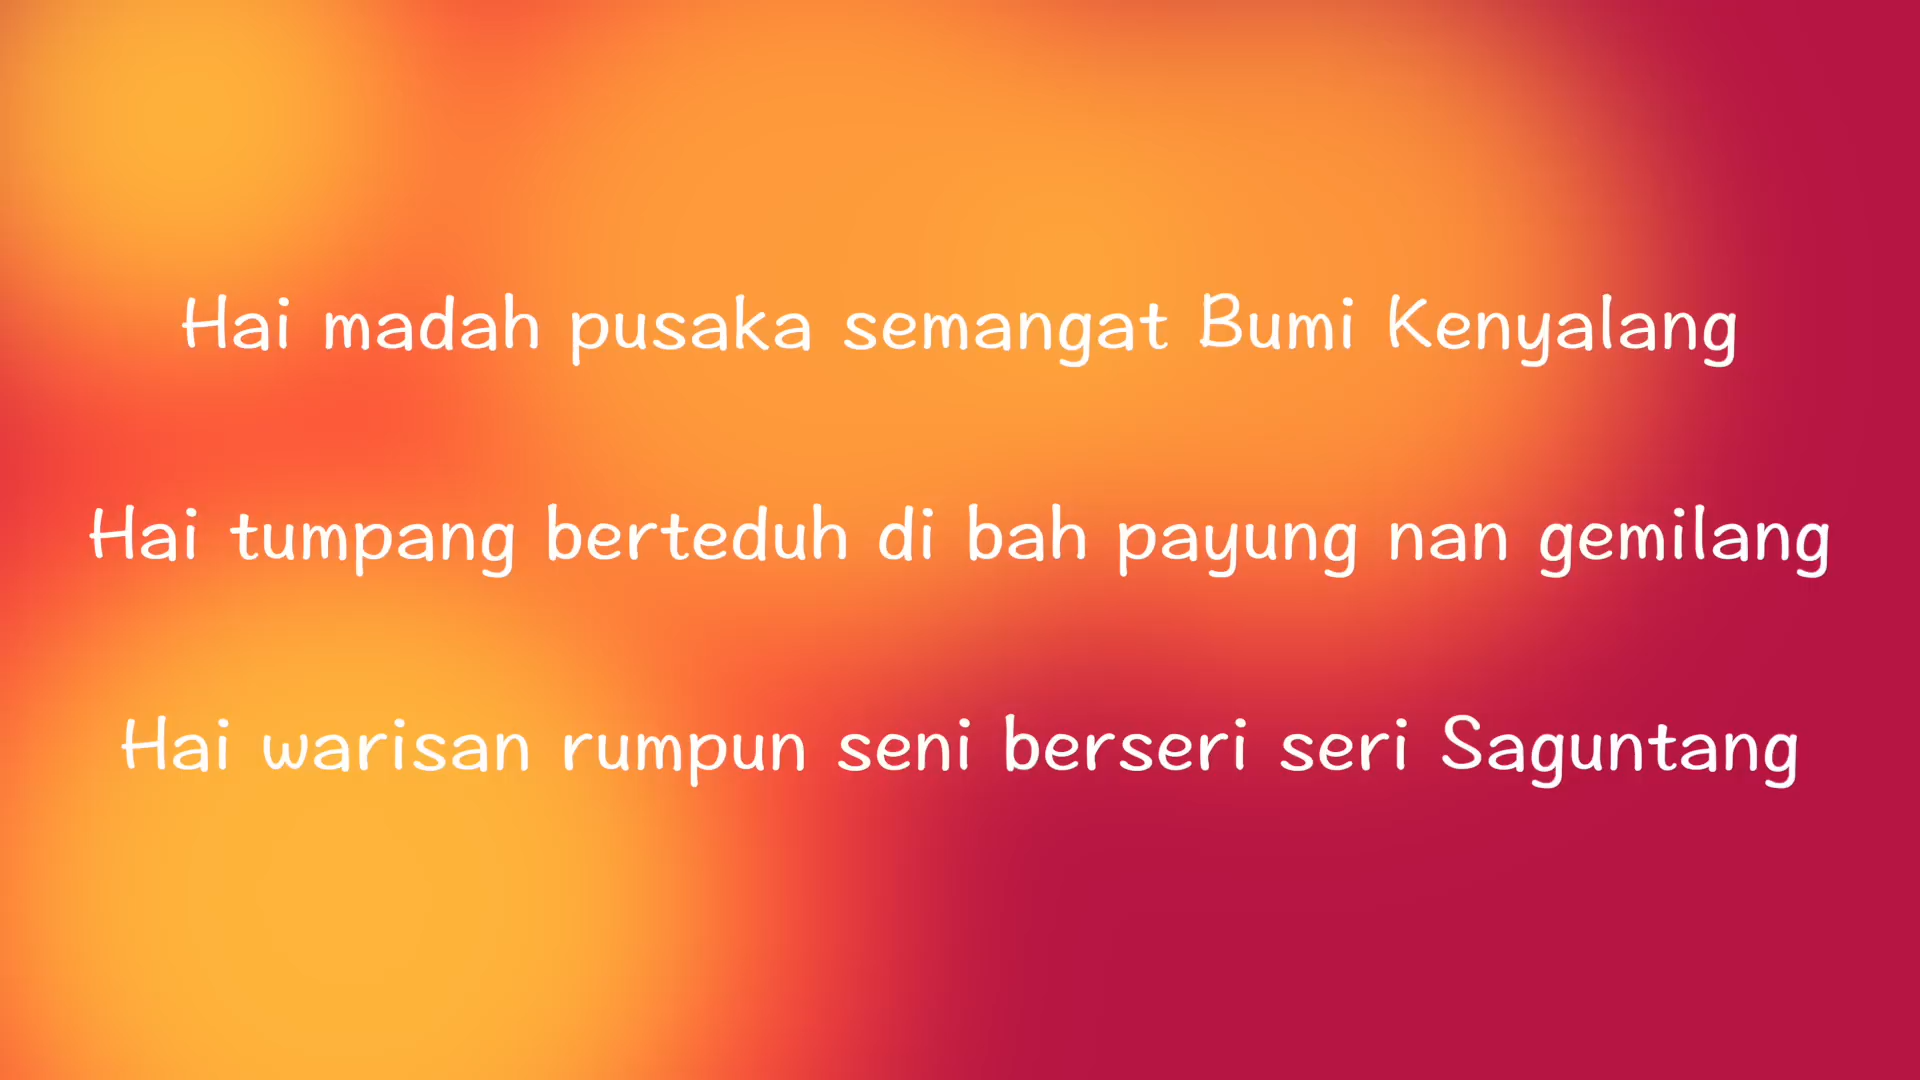 Hai madah pusaka semangat Bumi Kenyalang
Hai tumpang berteduh di bah payung nan gemilang
Hai warisan rumpun seni berseri seri Saguntang